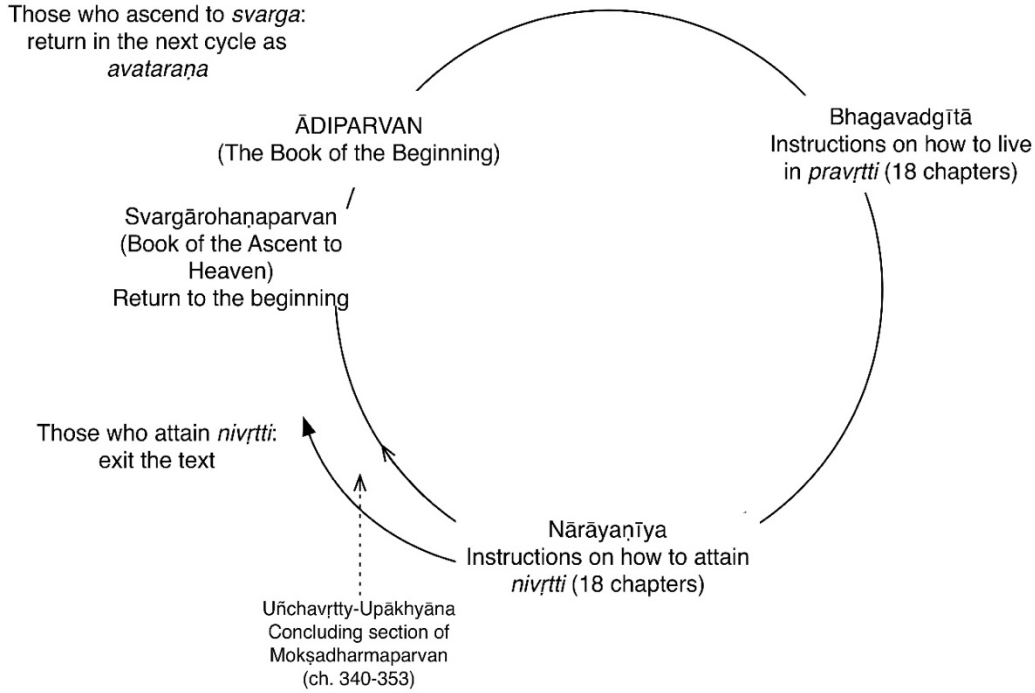 Those who ascend to svarga:
return in the next cycle as
avataraṇa
ĀDIPARVAN
(The Book of the Beginning)
Bhagavadgītā
Instructions on how to live
in pravṛtti (18 chapters)
Svargārohaṇaparvan
(Book of the Ascent to
Heaven)
Return to the beginning
Those who attain nivṛtti:
exit the text
Nārāyaṇīya
Instructions on how to attain
nivṛtti (18 chapters)
Uñchavṛtty-Upākhyāna
Concluding section of
Mokṣadharmaparvan
(ch. 340-353)